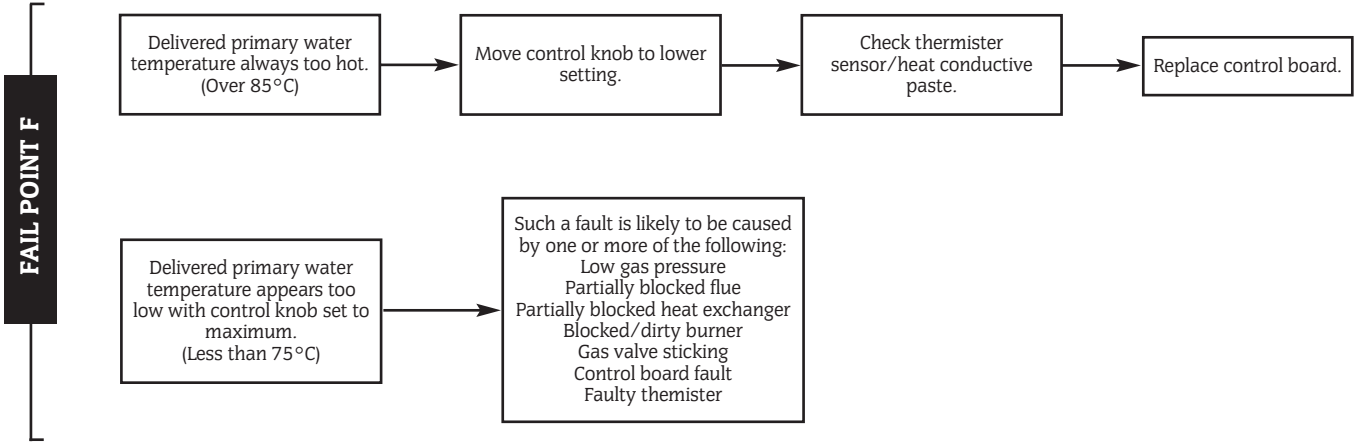 FAIL POINT F
Delivered primary water
temperature always too hot.
(Over 85°C)
Move control knob to lower
setting.
Check thermister
sensor/heat conductive
paste.
Replace control board.
Delivered primary water
temperature appears too
low with control knob set to
maximum.
(Less than 75°C)
Such a fault is likely to be caused
by one or more of the following:
Low gas pressure
Partially blocked flue
Partially blocked heat exchanger
Blocked/dirty burner
Gas valve sticking
Control board fault
Faulty themister